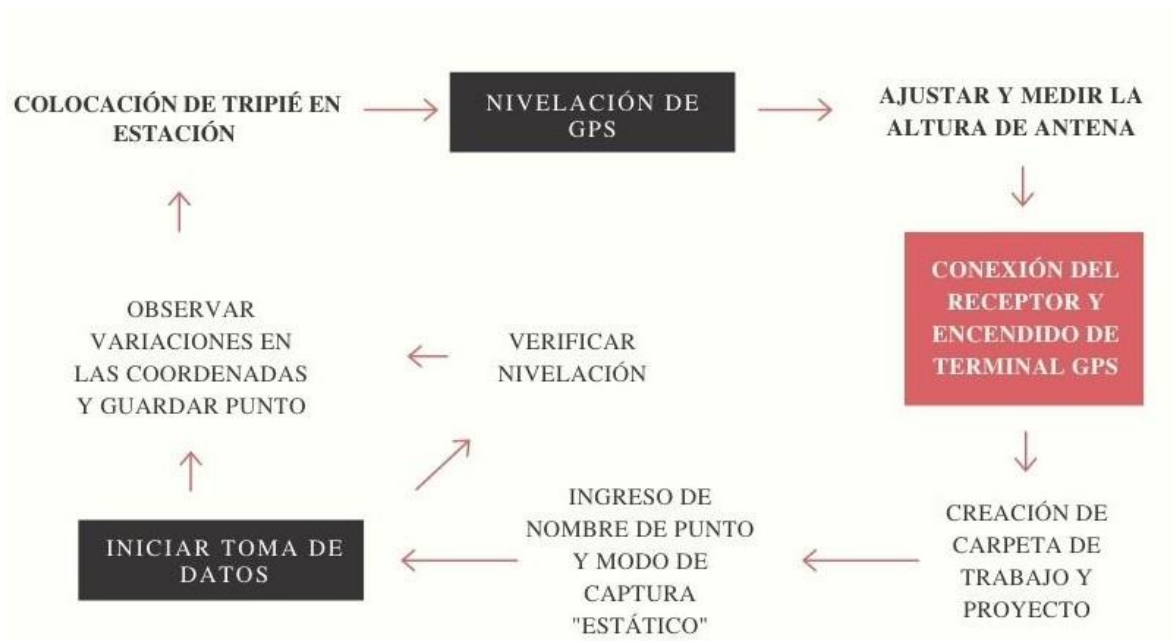 COLOCACIÓN DE TRIPIÉ EN
ESTACIÓN
NIVELACIÓN DE
GPS
AJUSTAR Y MEDIR LA
ALTURA DE ANTENA
CONEXIÓN DEL
RECEPTOR Y
ENCENDIDO DE
TERMINAL GPS
CREACIÓN DE
CARPETA DE
TRABAJO Y
PROYECTO
INGRESO DE
NOMBRE DE PUNTO
Y MODO DE
CAPTURA
"ESTÁTICO"
INICIAR TOMA DE
DATOS
VERIFICAR
NIVELACIÓN
OBSERVAR
VARIACIONES EN
LAS COORDENADAS
Y GUARDAR PUNTO